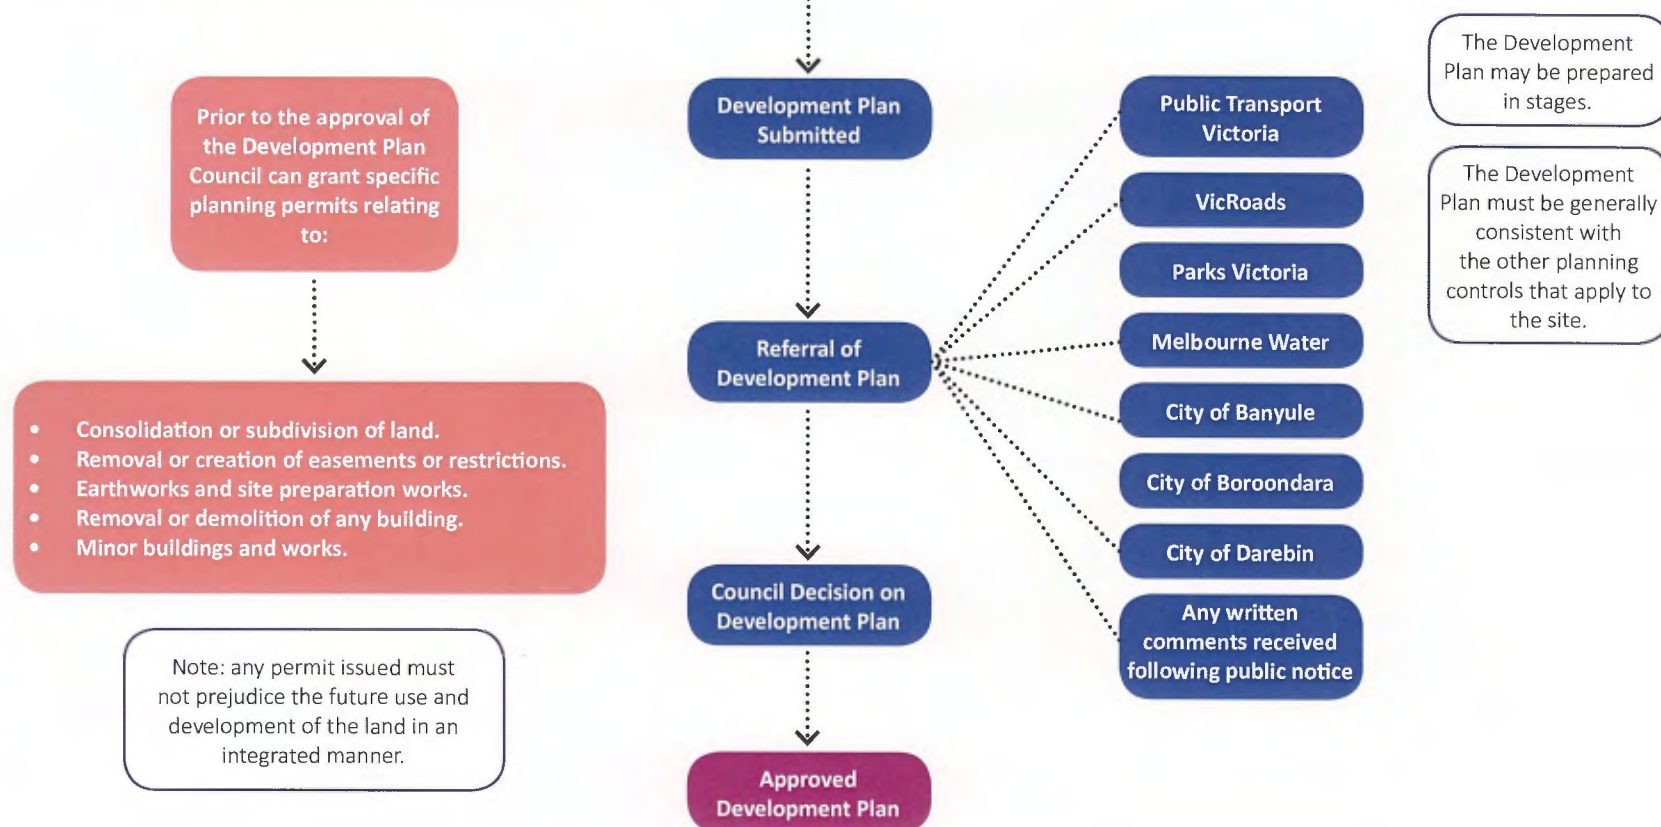 Prior to the approval of
the Development Plan
Council can grant specific
planning permits relating
to:
• Consolidation or subdivision of land.
• Removal or creation of easements or restrictions.
• Earthworks and site preparation works.
• Removal or demolition of any building.
• Minor buildings and works.
Note: any permit issued must
not prejudice the future use and
development of the land in an
integrated manner.
Development Plan
Submitted
Referral of
Development Plan
Council Decision on
Development Plan
Approved
Development Plan
Public Transport
Victoria
VicRoads
Parks Victoria
Melbourne Water
City of Banyule
City of Boroondara
City of Darebin
Any written
comments received
following public notice
The Development
Plan may be prepared
in stages.
The Development
Plan must be generally
consistent with
the other planning
controls that apply to
the site.